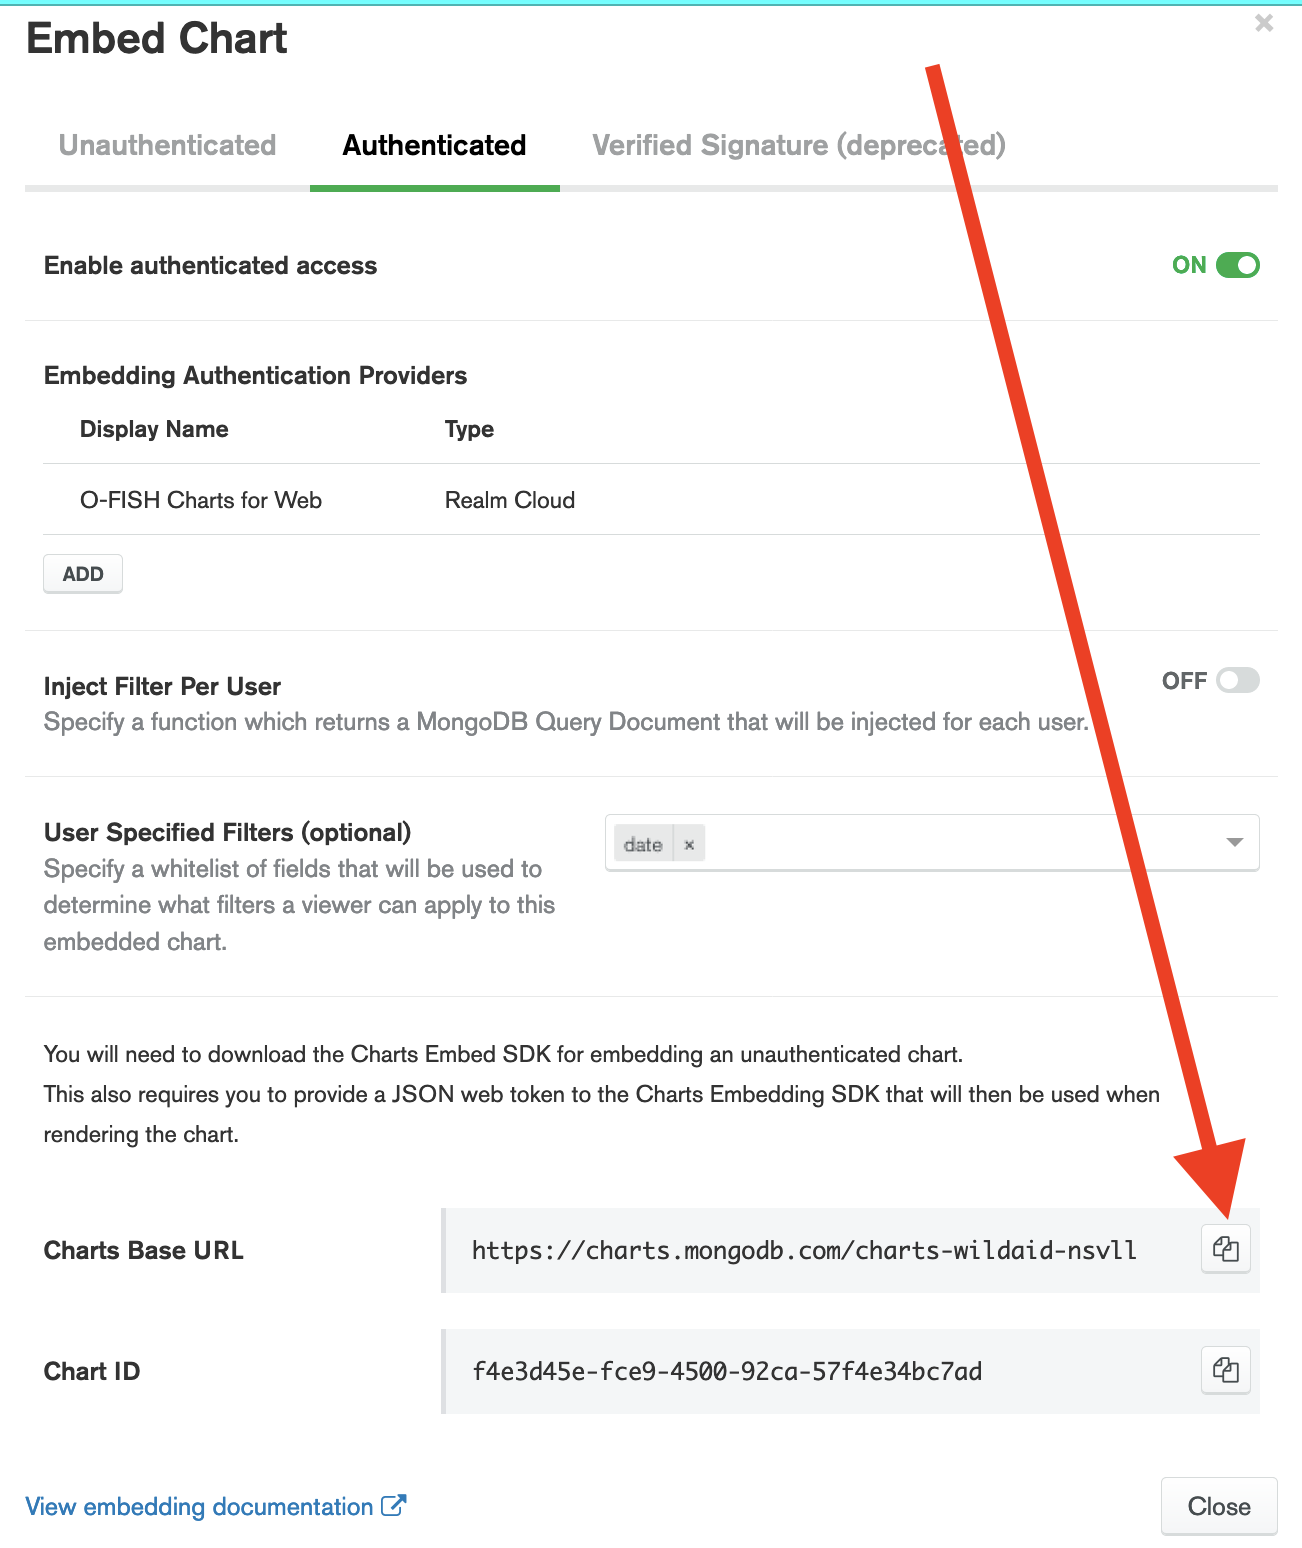 Embed Chart
Unauthenticated Authenticated Verified Signature (deprecated)
Enable authenticated access ON
Embedding Authentication Providers
Display Name Type
O-FISH Charts for Web Realm Cloud
ADD
Inject Filter Per User OFF
Specify a function which returns a MongoDB Query Document that will be injected for each user.
User Specified Filters (optional) date ×
Specify a whitelist of fields that will be used to
determine what filters a viewer can apply to this
embedded chart.
You will need to download the Charts Embed SDK for embedding an unauthenticated chart.
This also requires you to provide a JSON web token to the Charts Embedding SDK that will then be used when
rendering the chart.
Charts Base URL https://charts.mongodb.com/charts-wildaid-nsvll
Chart ID f4e3d45e-fce9-4500-92ca-57f4e34bc7ad
View embedding documentation Close